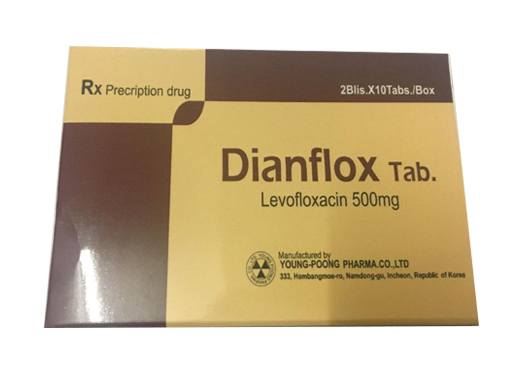 Rx Precription drug
2Blis.X10Tabs./Box
Dianflox Tab.
Levofloxacin 500mg
Manufactured by
YOUNG-POONG PHARMA.CO.,LTD
333, Hambangmoe-ro, Namdong-gu, Incheon, Republic of Korea